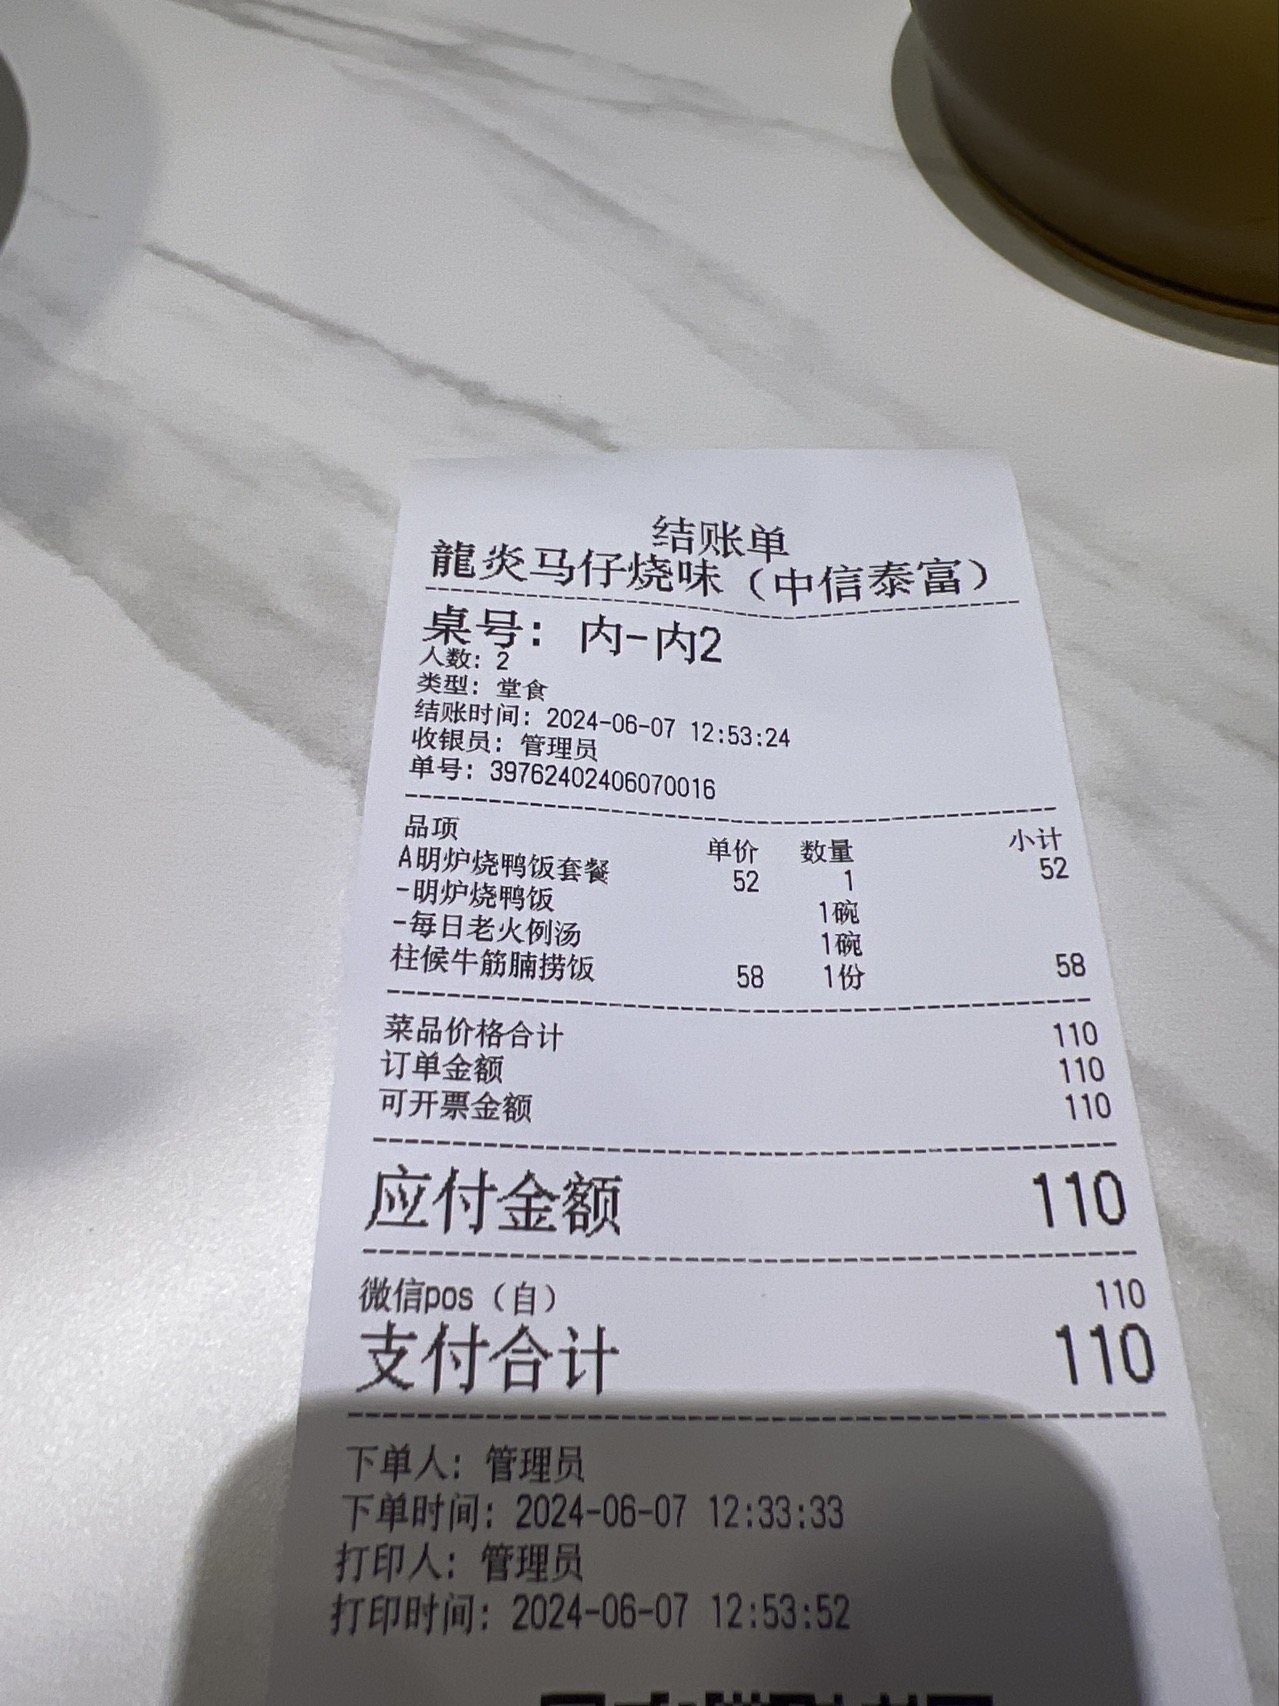 结账单
龍炎马仔烧味（中信泰富）
桌号：内-内2
人数：2
类型：堂食
结账时间：2024-06-07 12:53:24
收银员：管理员
单号：39762402406070016
品项 单价 数量 小计
A明炉烧鸭饭套餐 52 1 52
-明炉烧鸭饭 1碗
-每日老火例汤 1碗
柱候牛筋腩捞饭 58 1份 58
菜品价格合计 110
订单金额 110
可开票金额 110
应付金额 110
微信pos（自） 110
支付合计 110
下单人：管理员
下单时间：2024-06-07 12:33:33
打印人：管理员
打印时间：2024-06-07 12:53:52